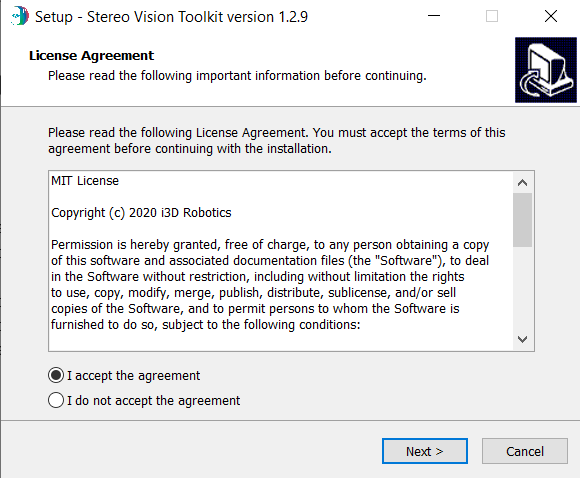 Setup - Stereo Vision Toolkit version 1.2.9
License Agreement
Please read the following important information before continuing.
Please read the following License Agreement. You must accept the terms of this
agreement before continuing with the installation.
MIT License
Copyright (c) 2020 i3D Robotics
Permission is hereby granted, free of charge, to any person obtaining a copy
of this software and associated documentation files (the "Software"), to deal
in the Software without restriction, including without limitation the rights
to use, copy, modify, merge, publish, distribute, sublicense, and/or sell
copies of the Software, and to permit persons to whom the Software is
furnished to do so, subject to the following conditions:
I accept the agreement
I do not accept the agreement
Next >
Cancel